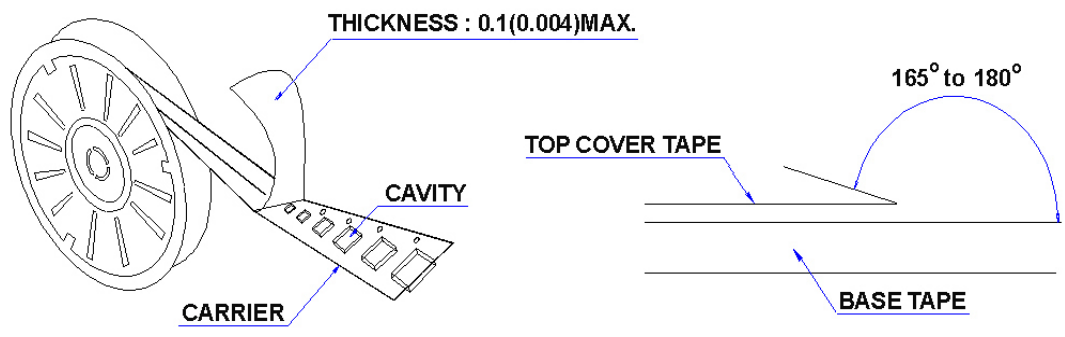 THICKNESS : 0.1(0.004)MAX.
165° to 180°
TOP COVER TAPE
CAVITY
CARRIER
BASE TAPE